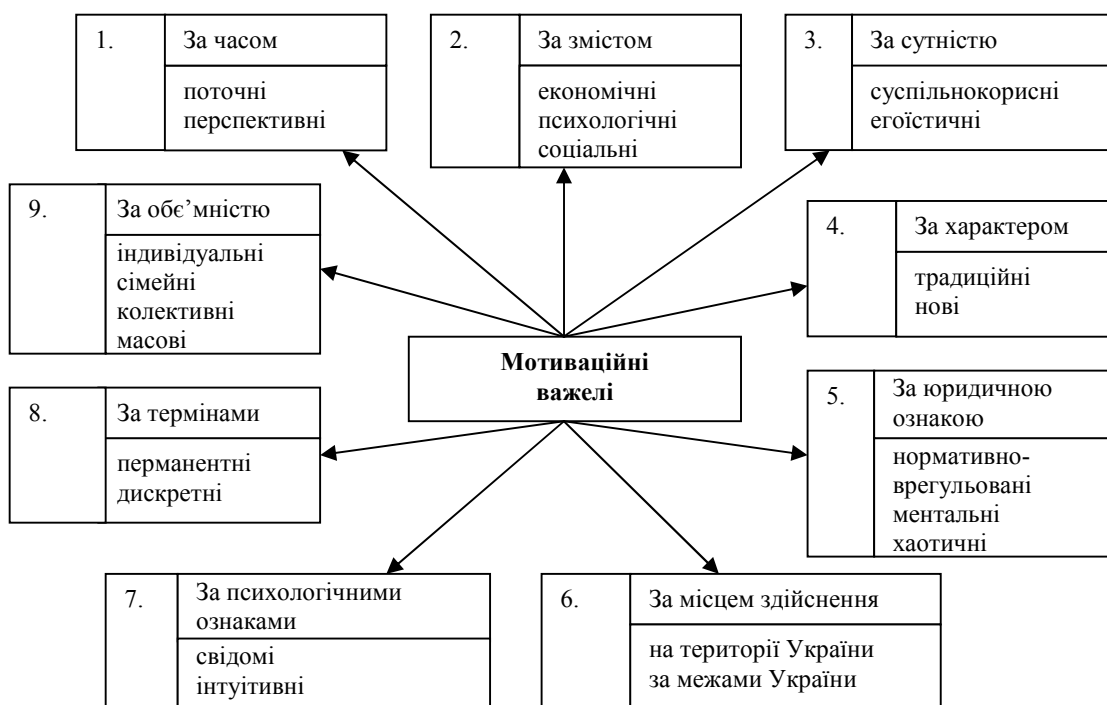 1.
За часом
поточні
перспективні
2.
За змістом
економічні
психологічні
соціальні
3.
За сутністю
суспільнокорисні
егоїстичні
9.
За обє’мністю
індивідуальні
сімейні
колективні
масові
4.
За характером
традиційні
нові
Мотиваційні
важелі
8.
За термінами
перманентні
дискретні
5.
За юридичною
ознакою
нормативно-
врегульовані
ментальні
хаотичні
7.
За психологічними
ознаками
свідомі
інтуітивні
6.
За місцем здійснення
на території України
за межами України